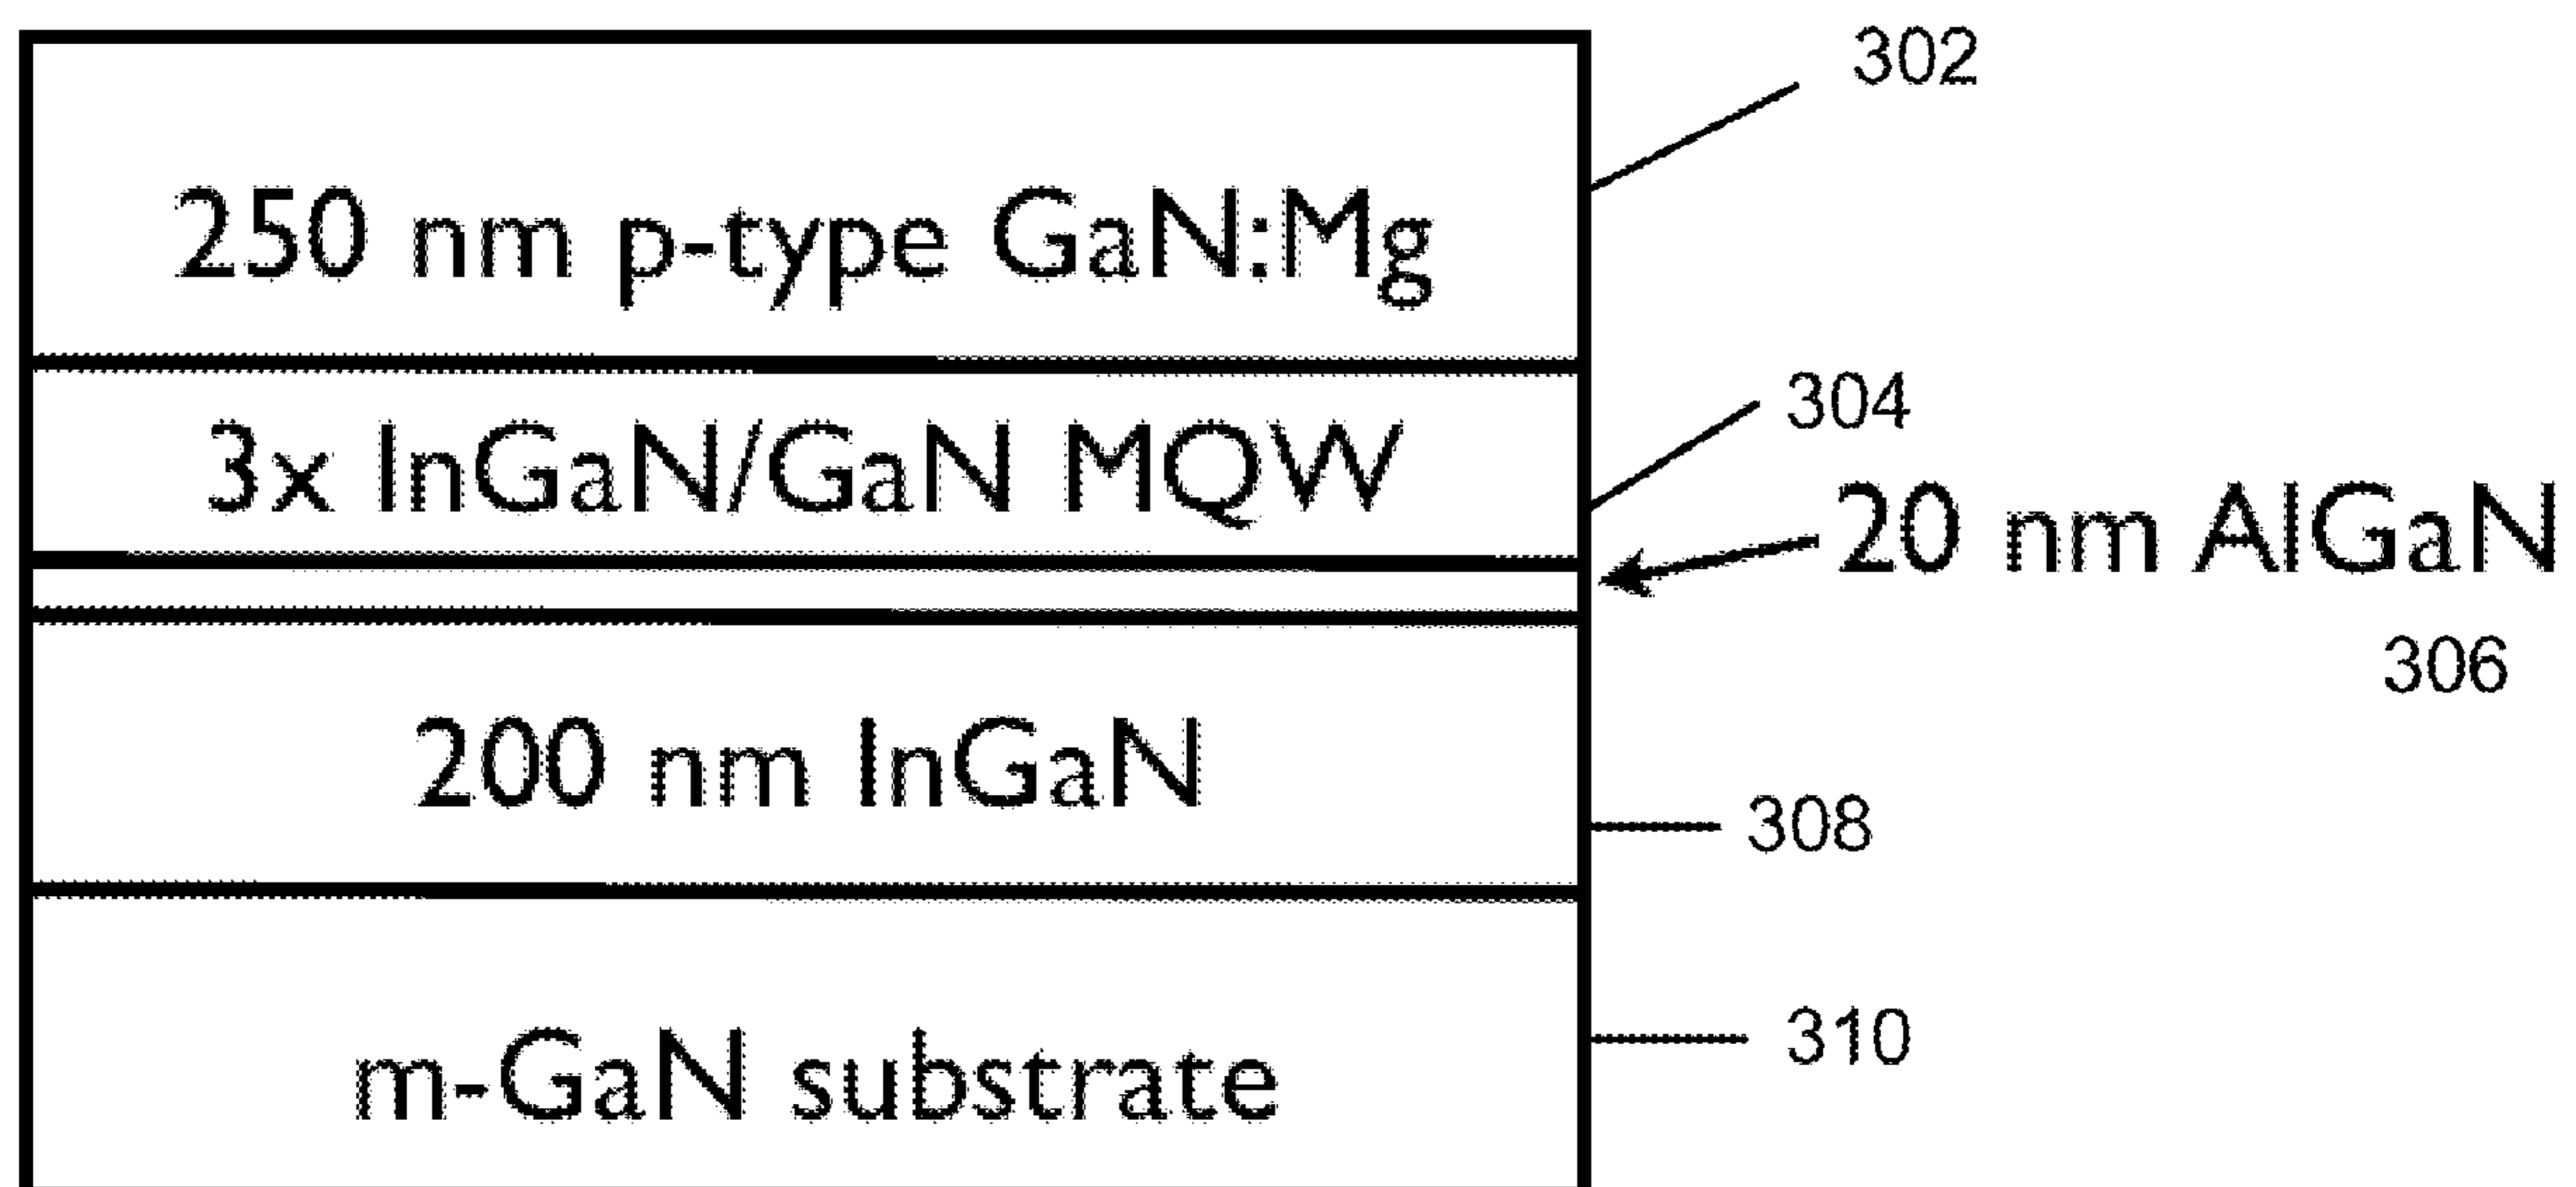 302
250 nm p-type GaN:Mg
304
3x InGaN/GaN MQW
20 nm AlGaN
306
200 nm InGaN
308
310
m-GaN substrate